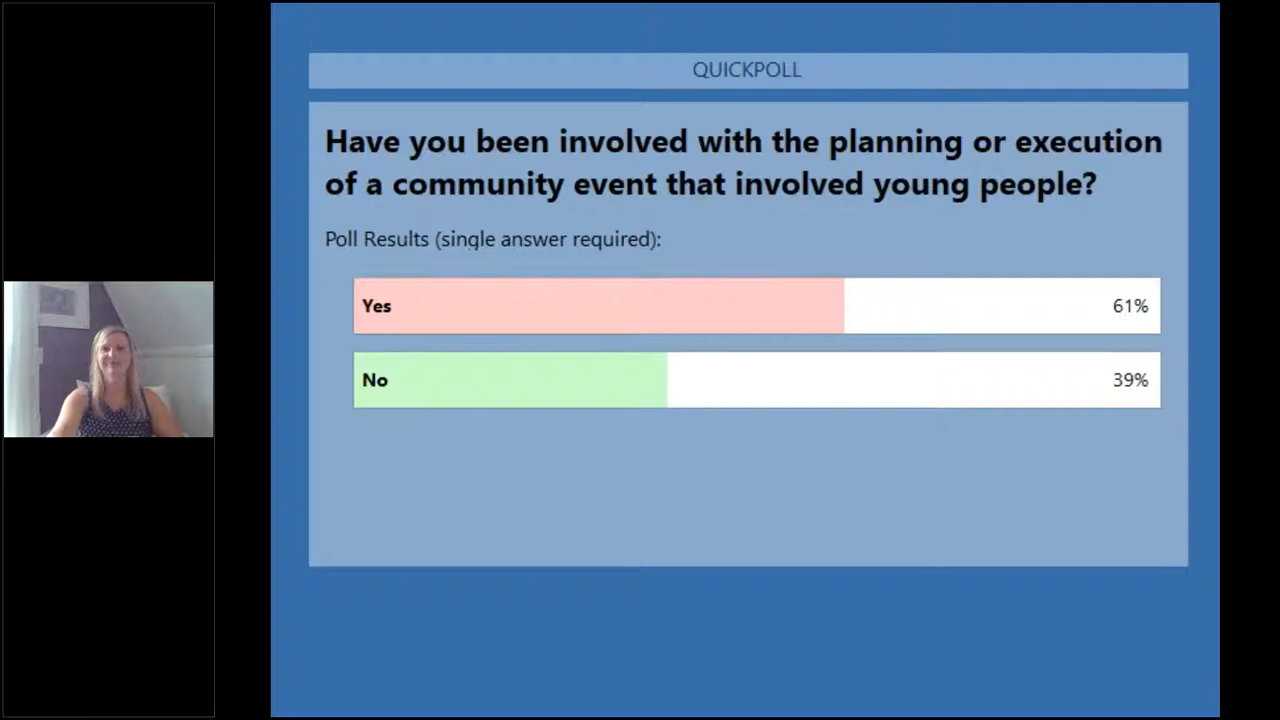 QUICKPOLL
Have you been involved with the planning or execution
of a community event that involved young people?
Poll Results (single answer required):
Yes 61%
No 39%